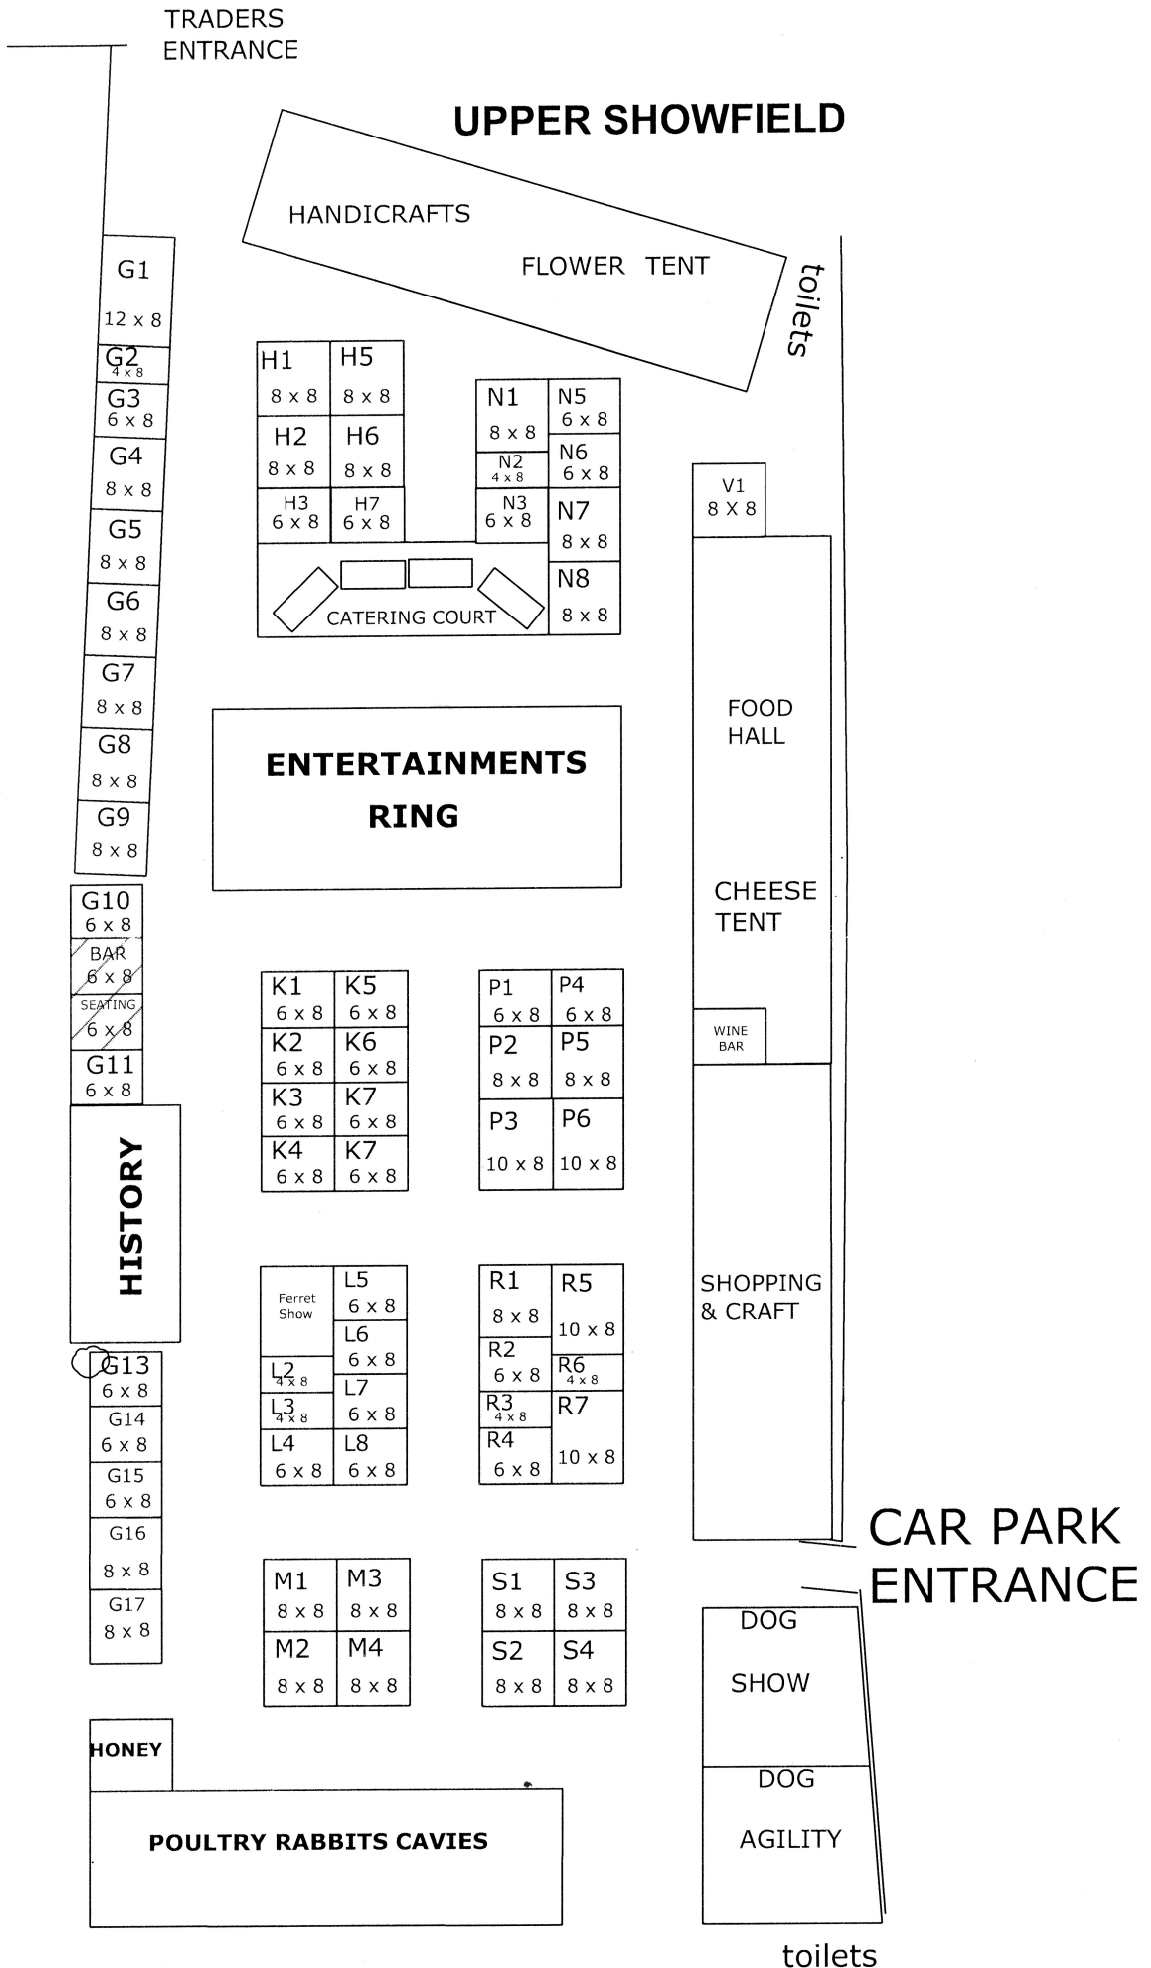 TRADERS
ENTRANCE
UPPER SHOWFIELD
HANDICRAFTS
FLOWER TENT
toilets
G1
12 x 8
G2
4 x 8
G3
6 x 8
G4
8 x 8
G5
8 x 8
G6
8 x 8
G7
8 x 8
G8
8 x 8
G9
8 x 8
G10
6 x 8
BAR
6 x 8
SEATING
6 x 8
G11
6 x 8
HISTORY
G13
6 x 8
G14
6 x 8
G15
6 x 8
G16
8 x 8
G17
8 x 8
HONEY
POULTRY RABBITS CAVIES
H1
8 x 8
H5
8 x 8
H2
8 x 8
H6
8 x 8
H3
6 x 8
H7
6 x 8
N1
8 x 8
N2
4 x 8
N3
6 x 8
N5
6 x 8
N6
6 x 8
N7
8 x 8
N8
8 x 8
CATERING COURT
ENTERTAINMENTS
RING
K1
6 x 8
K5
6 x 8
K2
6 x 8
K6
6 x 8
K3
6 x 8
K7
6 x 8
K4
6 x 8
K7
6 x 8
P1
6 x 8
P4
6 x 8
P2
8 x 8
P5
8 x 8
P3
10 x 8
P6
10 x 8
Ferret
Show
L2
4 x 8
L3
4 x 8
L4
6 x 8
L5
6 x 8
L6
6 x 8
L7
6 x 8
L8
6 x 8
R1
8 x 8
R2
6 x 8
R3
4 x 8
R4
6 x 8
R5
10 x 8
R6
4 x 8
R7
10 x 8
M1
8 x 8
M3
8 x 8
M2
8 x 8
M4
8 x 8
S1
8 x 8
S3
8 x 8
S2
8 x 8
S4
8 x 8
V1
8 X 8
FOOD
HALL
CHEESE
TENT
WINE
BAR
SHOPPING
& CRAFT
CAR PARK
ENTRANCE
DOG
SHOW
DOG
AGILITY
toilets